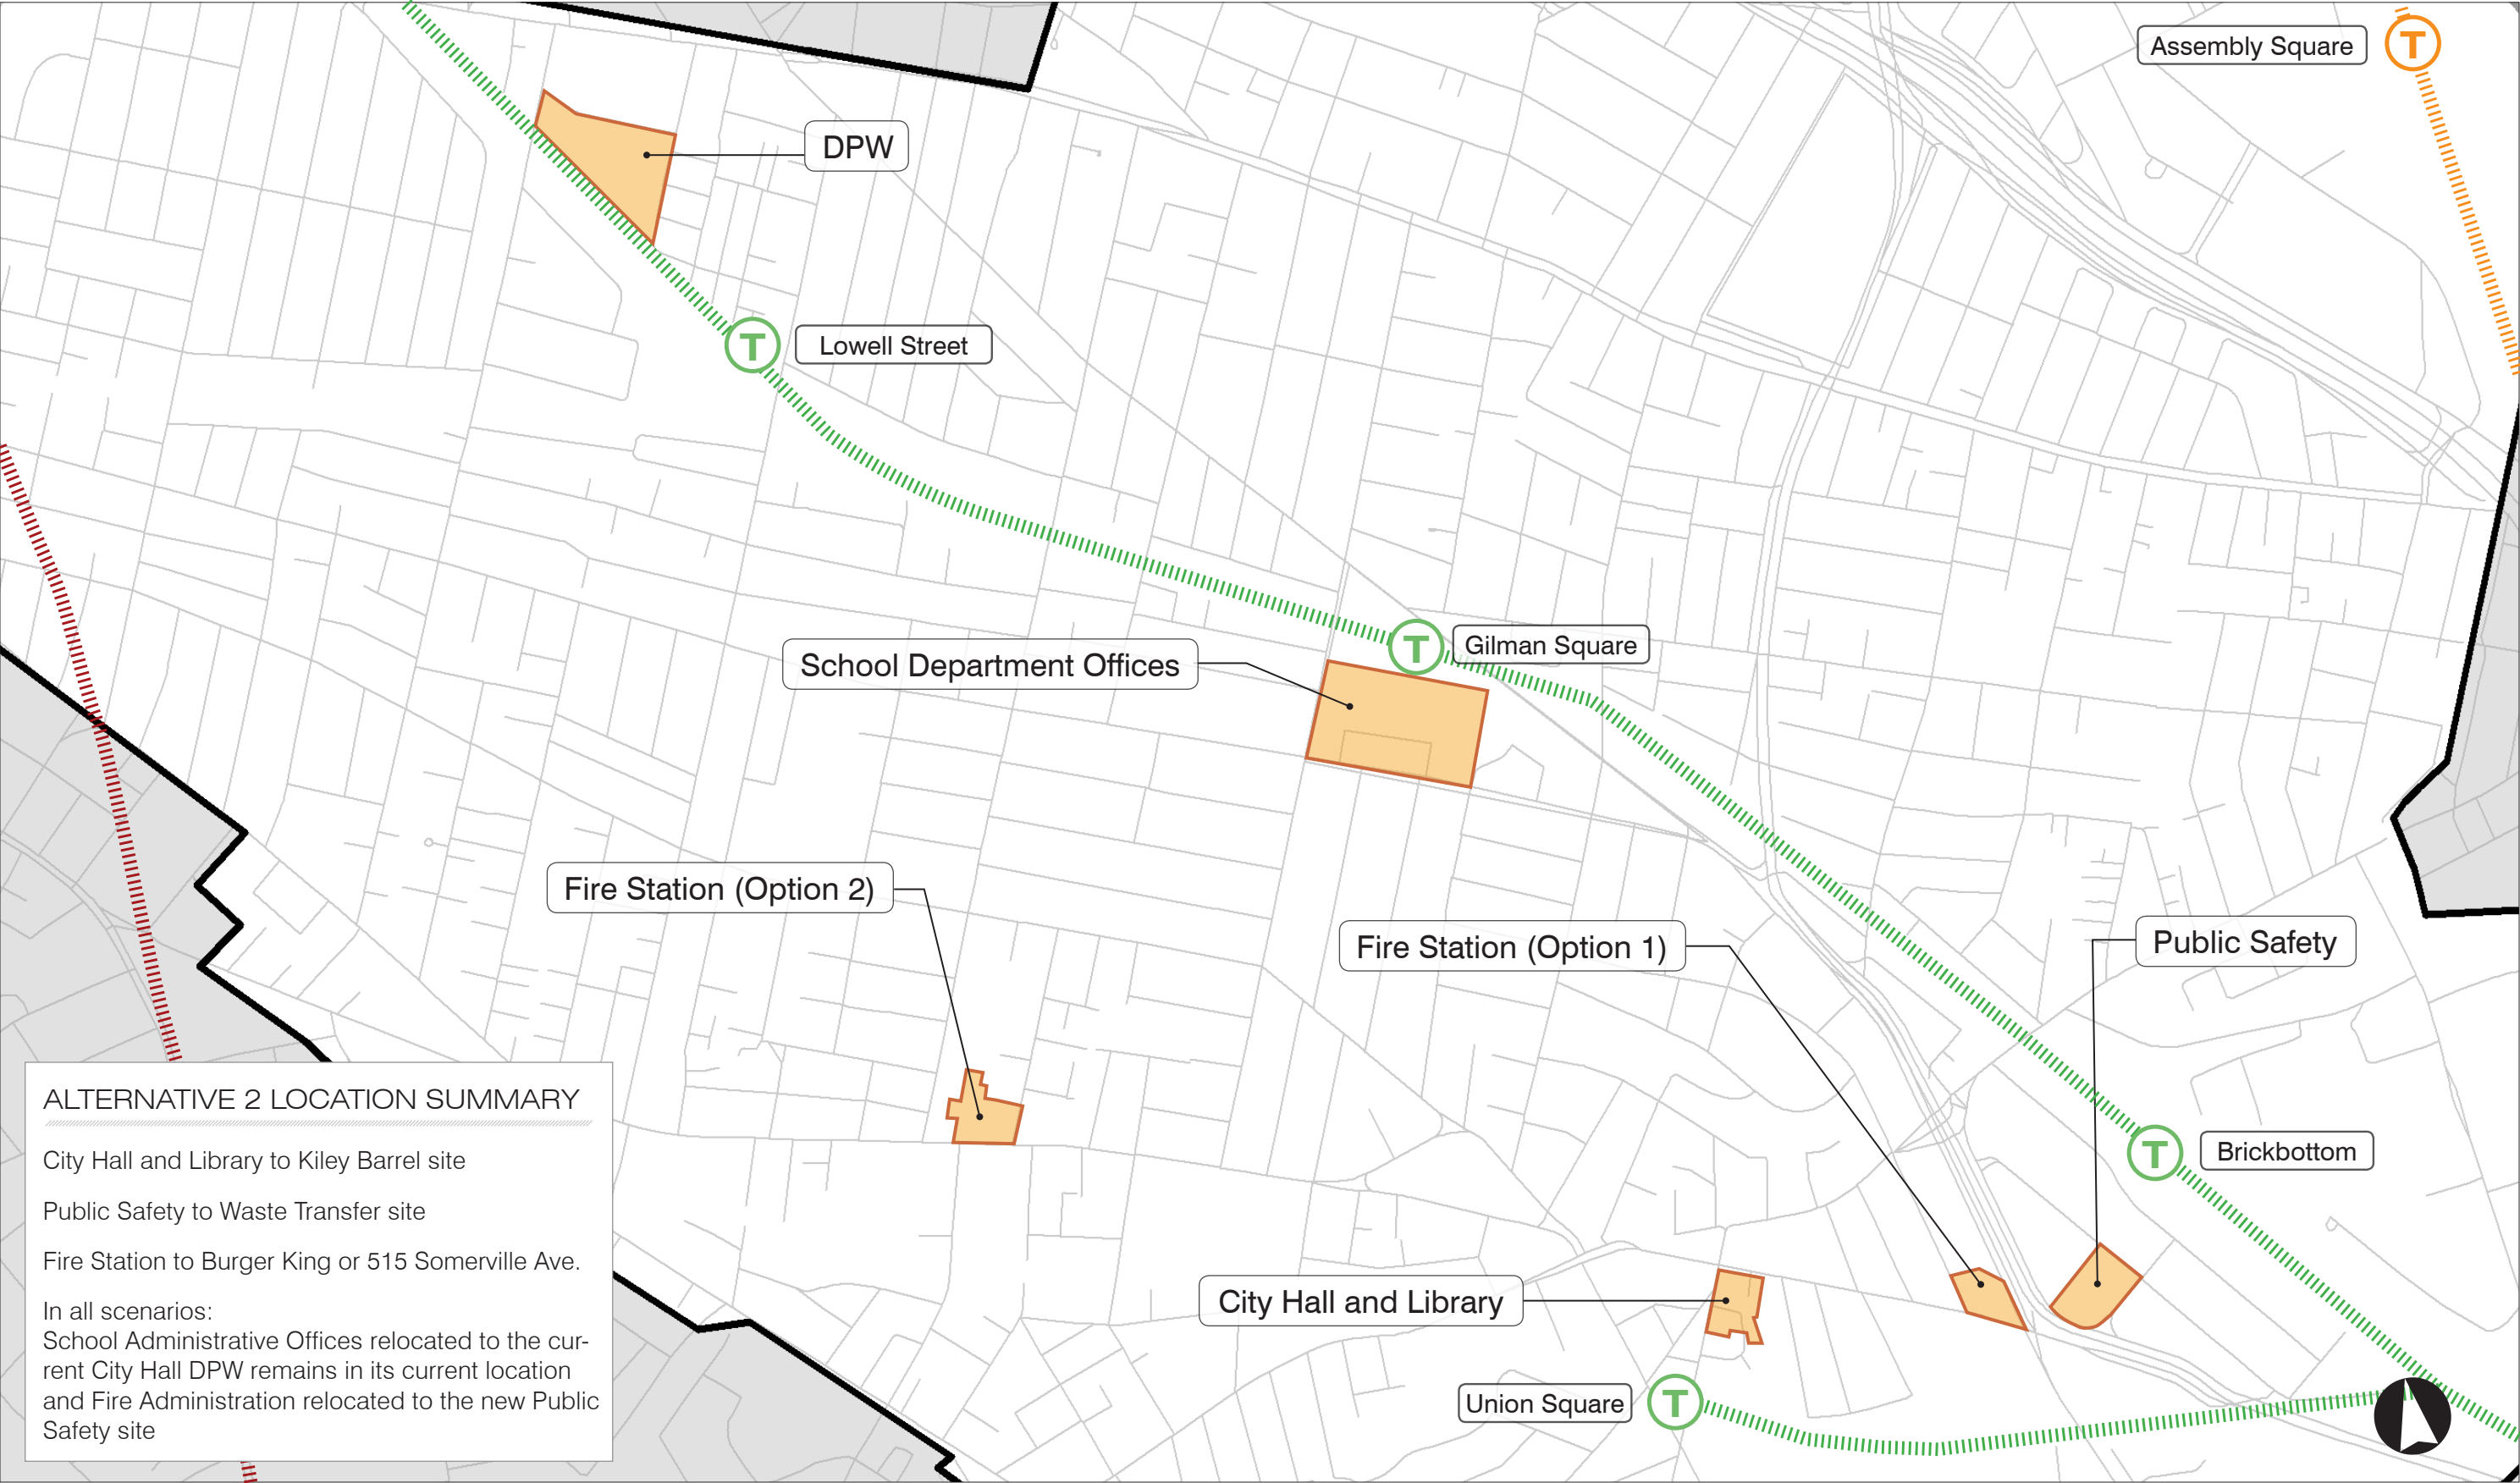 Assembly Square
T
DPW
T
Lowell Street
School Department Offices
T
Gilman Square
Fire Station (Option 2)
Fire Station (Option 1)
Public Safety
T
Brickbottom
City Hall and Library
Union Square
T
ALTERNATIVE 2 LOCATION SUMMARY
City Hall and Library to Kiley Barrel site
Public Safety to Waste Transfer site
Fire Station to Burger King or 515 Somerville Ave.
In all scenarios:
School Administrative Offices relocated to the cur-
rent City Hall DPW remains in its current location
and Fire Administration relocated to the new Public
Safety site